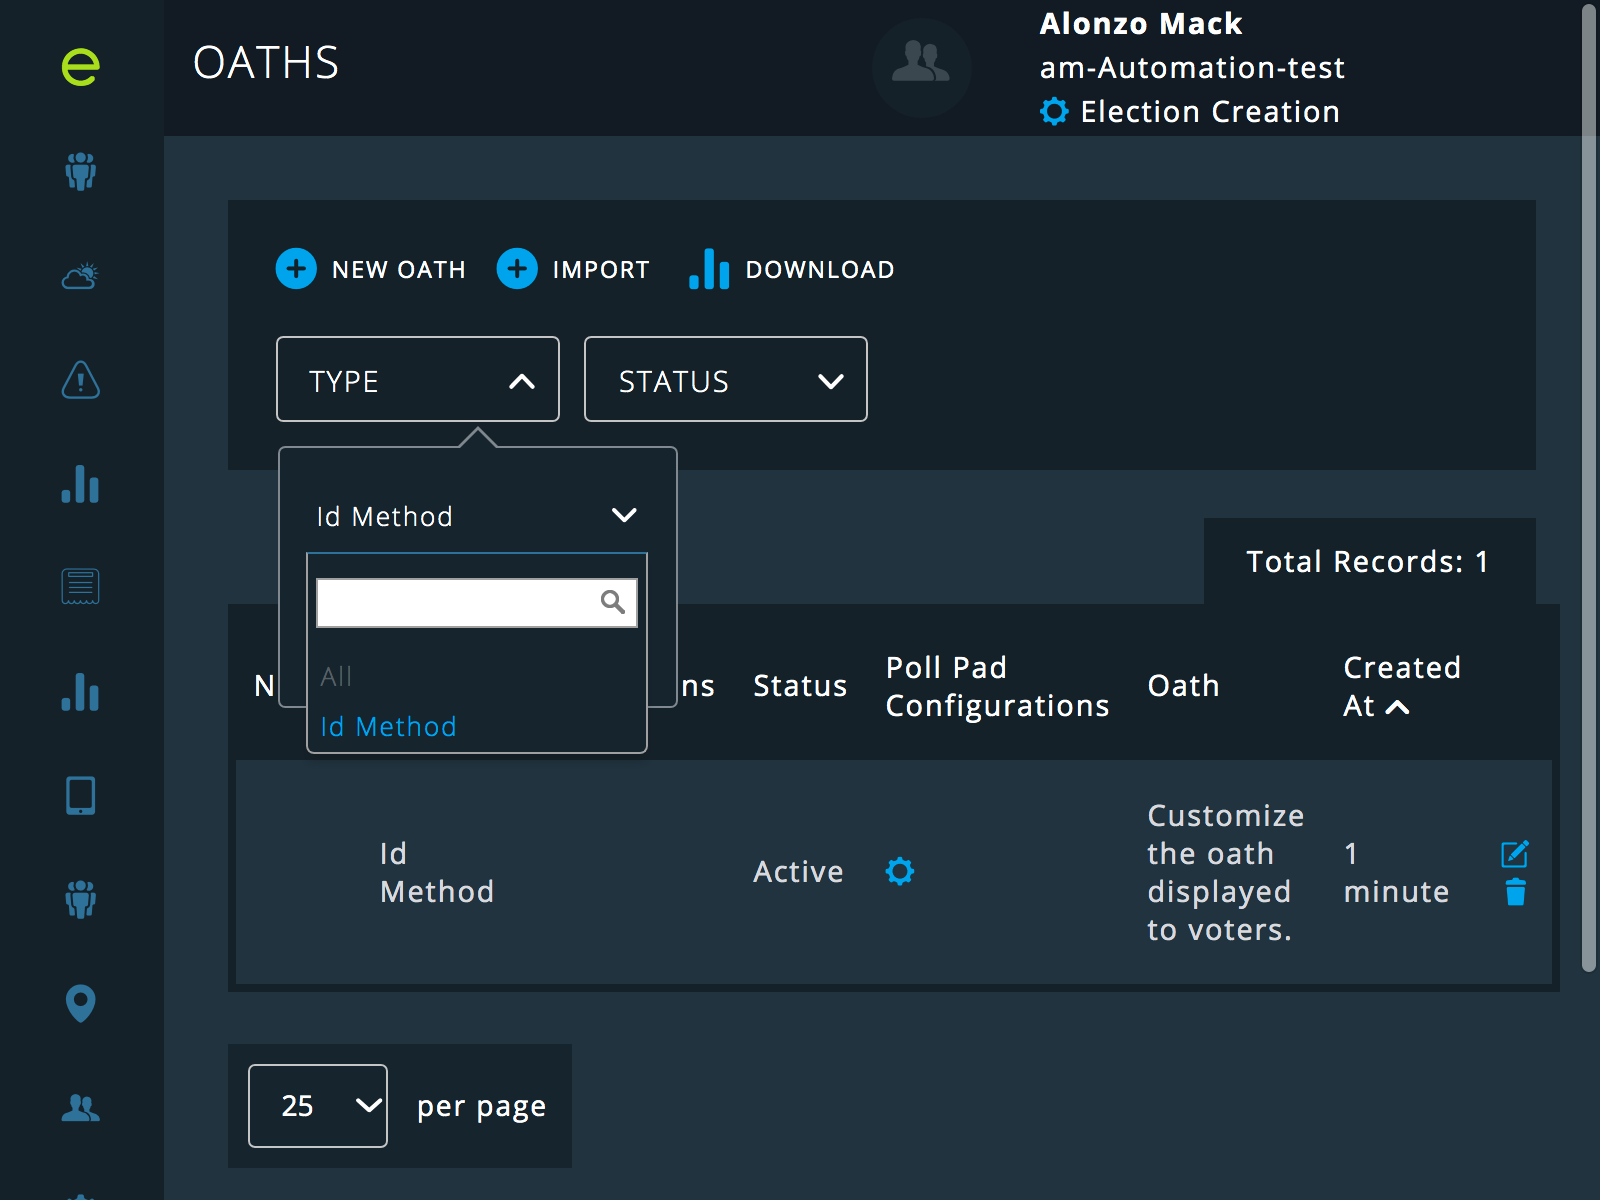 e
OATHS
Alonzo Mack
am-Automation-test
Election Creation
NEW OATH
IMPORT
DOWNLOAD
TYPE
STATUS
Id Method
All
Id Method
Total Records: 1
N
ns
Status
Poll Pad
Configurations
Oath
Created
At
Id
Method
Active
Customize
the oath
displayed
to voters.
1
minute
25
per page